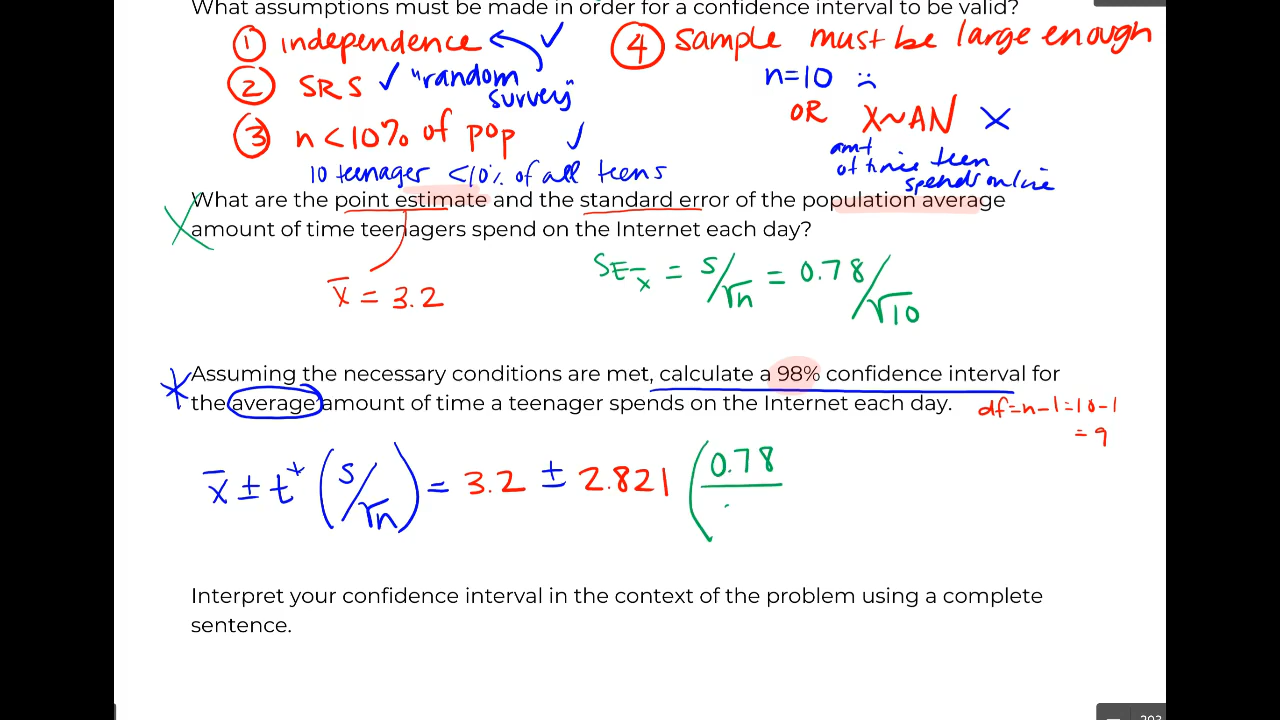 What assumptions must be made in order for a confidence interval to be valid?
① independence ✓
② SRS ✓ "random survey"
③ n < 10% of pop ✓
10 teenager < 10% of all teens
④ Sample must be large enough
n=10 ☹
OR X~AN X
amt
of time teen
spends online
What are the point estimate and the standard error of the population average
amount of time teenagers spend on the Internet each day?
x̄ = 3.2
SE_x̄ = s/√n = 0.78/√10
Assuming the necessary conditions are met, calculate a 98% confidence interval for
the average amount of time a teenager spends on the Internet each day.
df=n-1=10-1
= 9
x̄ ± t* (s/√n) = 3.2 ± 2.821 (0.78
Interpret your confidence interval in the context of the problem using a complete
sentence.